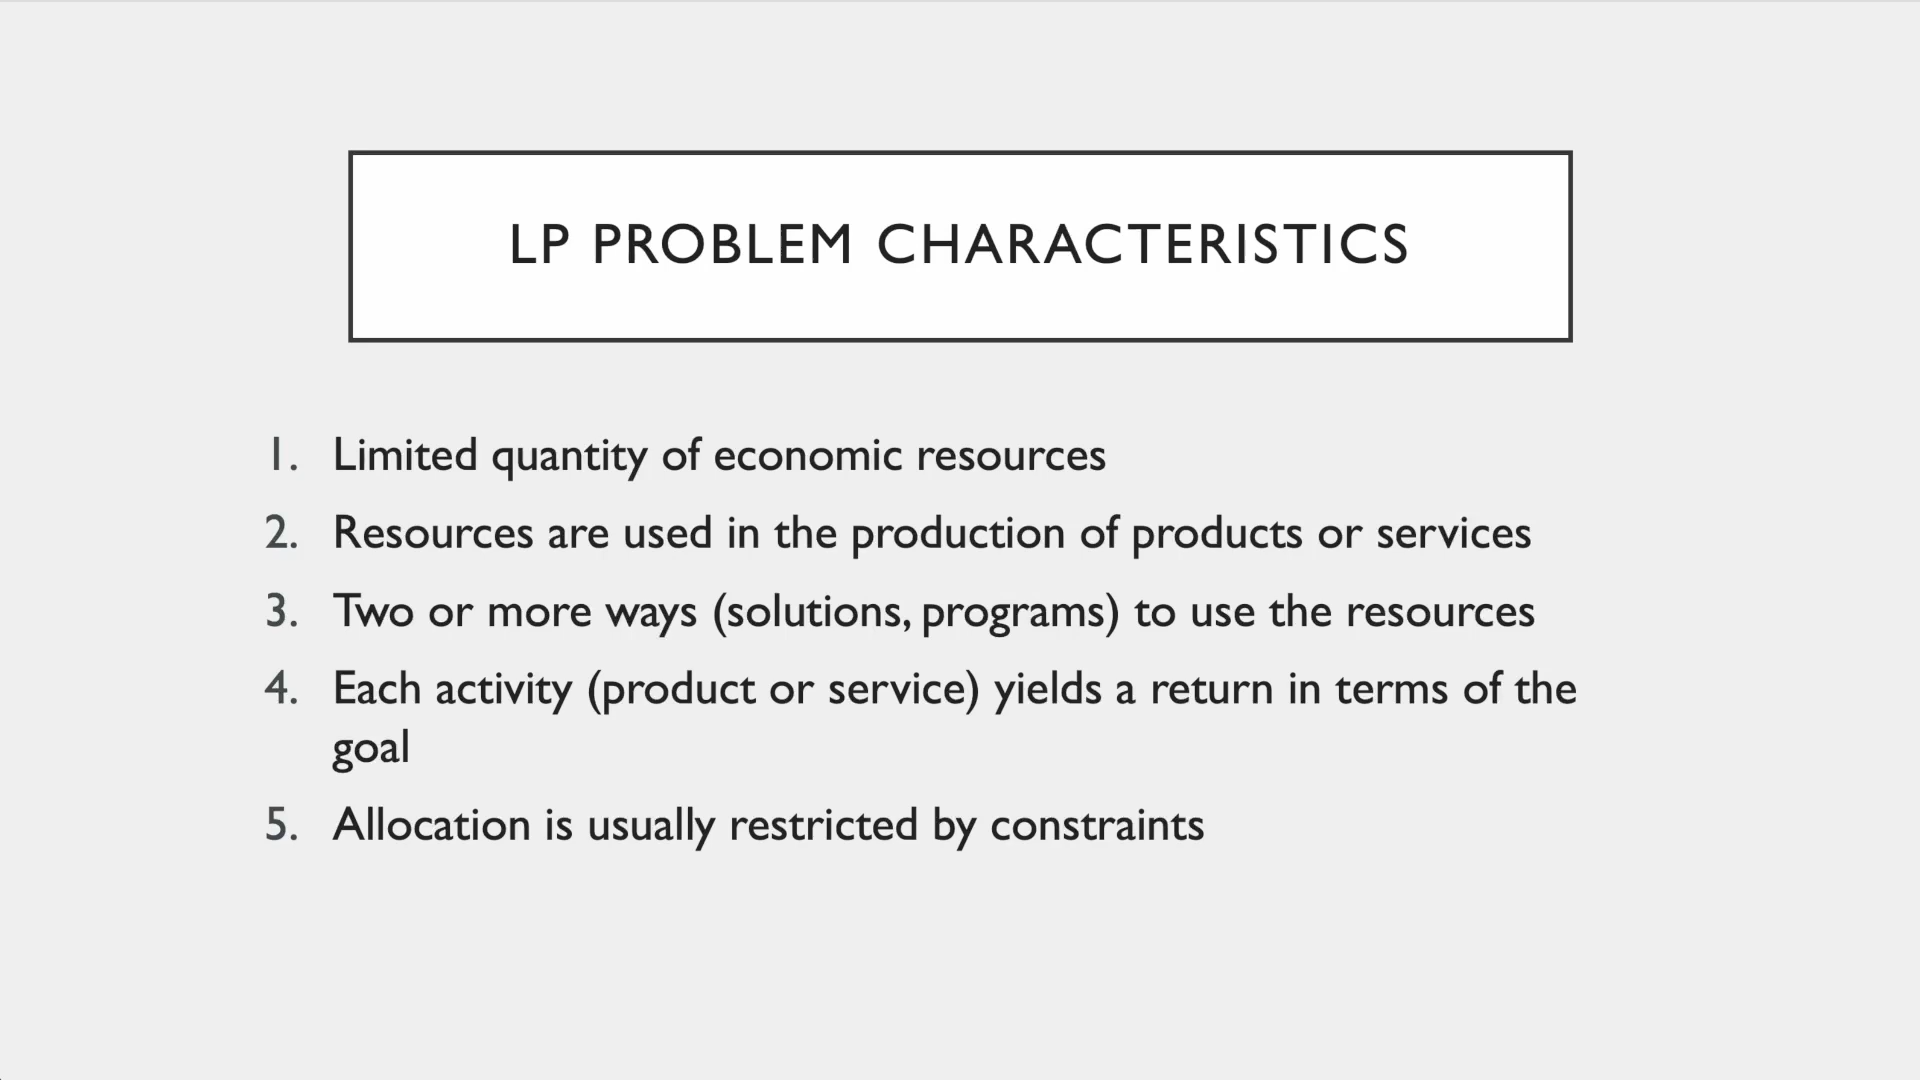 LP PROBLEM CHARACTERISTICS
1. Limited quantity of economic resources
2. Resources are used in the production of products or services
3. Two or more ways (solutions, programs) to use the resources
4. Each activity (product or service) yields a return in terms of the
goal
5. Allocation is usually restricted by constraints